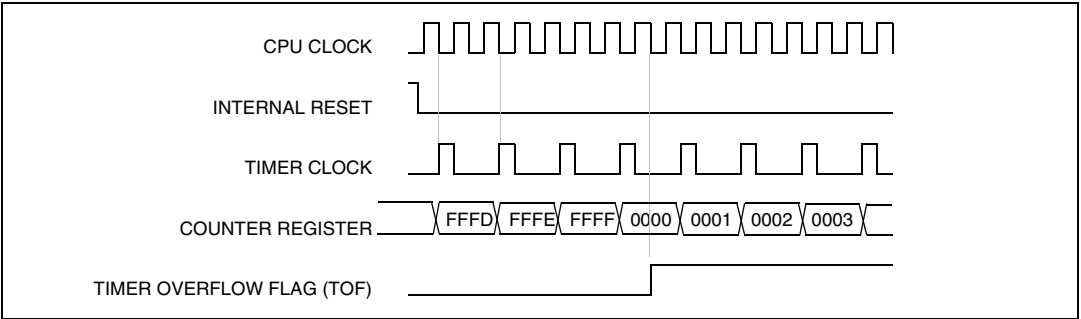 CPU CLOCK
INTERNAL RESET
TIMER CLOCK
COUNTER REGISTER FFFD FFFE FFFF 0000 0001 0002 0003
TIMER OVERFLOW FLAG (TOF)